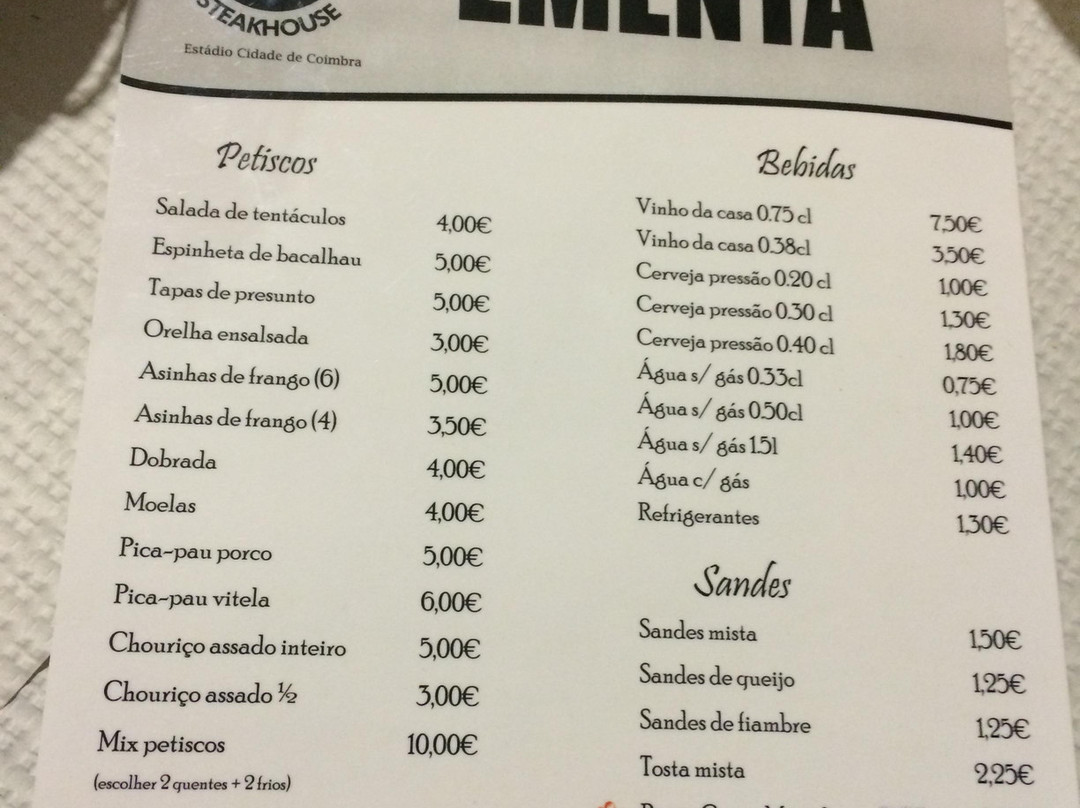 STEAKHOUSE
EMENTA
Estádio Cidade de Coimbra
Petiscos
Salada de tentáculos 4,00€
Espinheta de bacalhau 5,00€
Tapas de presunto 5,00€
Orelha ensalsada 3,00€
Asinhas de frango (6) 5,00€
Asinhas de frango (4) 3,50€
Dobrada 4,00€
Moelas 4,00€
Pica-pau porco 5,00€
Pica-pau vitela 6,00€
Chouriço assado inteiro 5,00€
Chouriço assado ½ 3,00€
Mix petiscos 10,00€
(escolher 2 quentes + 2 frios)
Bebidas
Vinho da casa 0.75 cl 7,50€
Vinho da casa 0.38cl 3,50€
Cerveja pressão 0.20 cl 1,00€
Cerveja pressão 0.30 cl 1,30€
Cerveja pressão 0.40 cl 1,80€
Água s/ gás 0.33cl 0,75€
Água s/ gás 0.50cl 1,00€
Água s/ gás 1.5l 1,40€
Água c/ gás 1,00€
Refrigerantes 1,30€
Sandes
Sandes mista 1,50€
Sandes de queijo 1,25€
Sandes de fiambre 1,25€
Tosta mista 2,25€